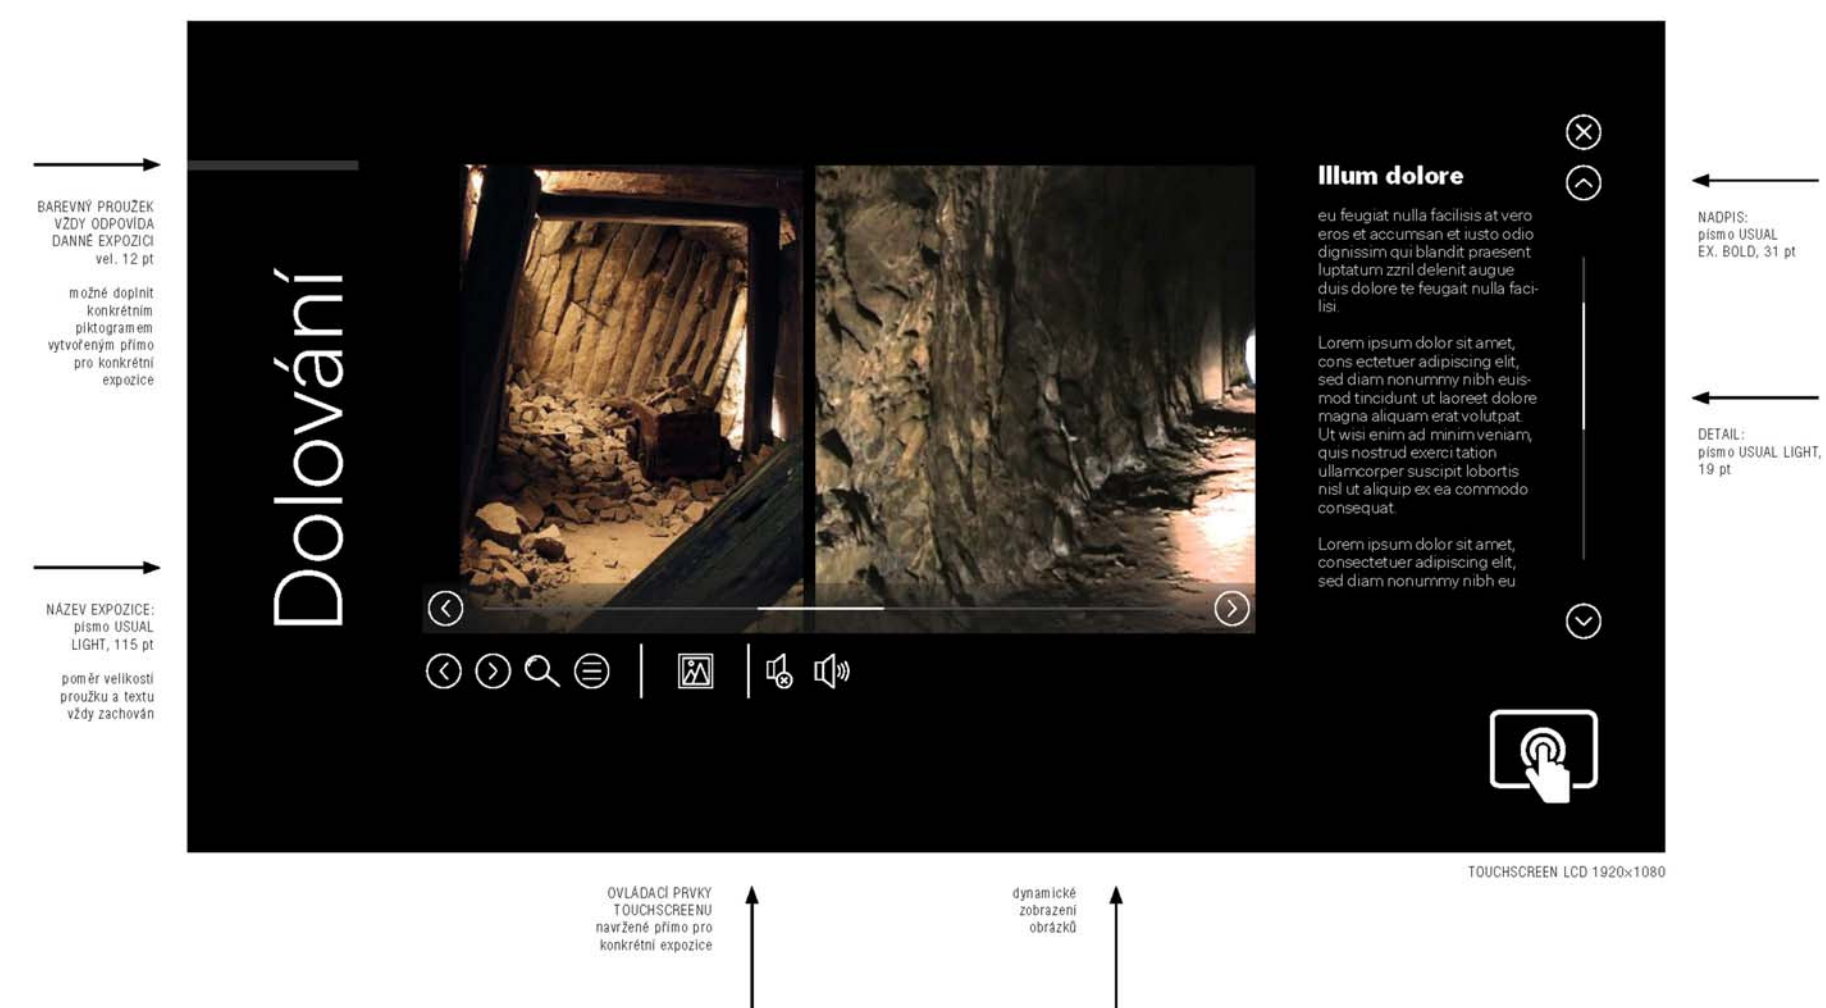 BAREVNÝ PROUŽEK
VŽDY ODPOVÍDA
DANNÉ EXPOZICI
vel. 12 pt
možné doplnit
konkrétním
piktogramem
vytvořeným přímo
pro konkrétní
expozice
NÁZEV EXPOZICE:
písmo USUAL
LIGHT, 115 pt
poměr velikosti
proužku a textu
vždy zachován
Dolování
Illum dolore
eu feugiat nulla facilisis at vero
eros et accumsan et iusto odio
dignissim qui blandit praesent
luptatum zzril delenit augue
duis dolore te feugait nulla faci-
lisi.
Lorem ipsum dolor sit amet,
cons ectetuer adipiscing elit,
sed diam nonummy nibh euis-
mod tincidunt ut laoreet dolore
magna aliquam erat volutpat.
Ut wisi enim ad minim veniam,
quis nostrud exerci tation
ullamcorper suscipit lobortis
nisl ut aliquip ex ea commodo
consequat.
Lorem ipsum dolor sit amet,
consectetuer adipiscing elit,
sed diam nonummy nibh eu
NADPIS:
písmo USUAL
EX. BOLD, 31 pt
DETAIL:
písmo USUAL LIGHT,
19 pt
TOUCHSCREEN LCD 1920×1080
OVLÁDACÍ PRVKY
TOUCHSCREENU
navržené přímo pro
konkrétní expozice
dynamické
zobrazení
obrázků